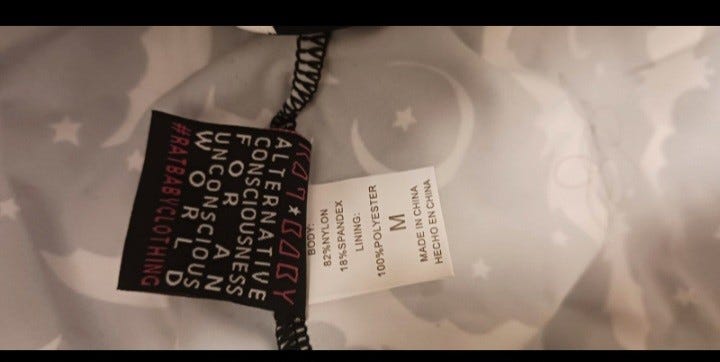 RAT★BABY
ALTERNATIVE
CONSCIOUSNESS
FOR AN
UNCONSCIOUS
WORLD
#RATBABYCLOTHING
BODY:
82%NYLON
18%SPANDEX
LINING:
100%POLYESTER
M
MADE IN CHINA
HECHO EN CHINA